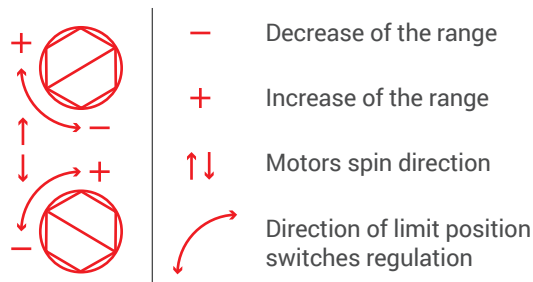 +
−
+
−
− Decrease of the range
+ Increase of the range
↑↓ Motors spin direction
Direction of limit position
switches regulation